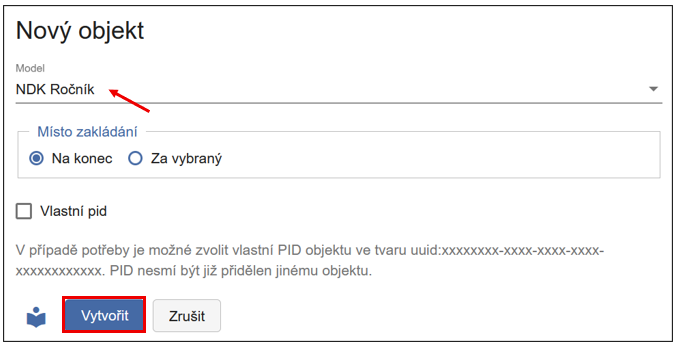 Nový objekt
Model
NDK Ročník
Místo zakládání
Na konec
Za vybraný
Vlastní pid
V případě potřeby je možné zvolit vlastní PID objektu ve tvaru uuid:xxxxxxxx-xxxx-xxxx-xxxx-
xxxxxxxxxxxx. PID nesmí být již přidělen jinému objektu.
Vytvořit
Zrušit